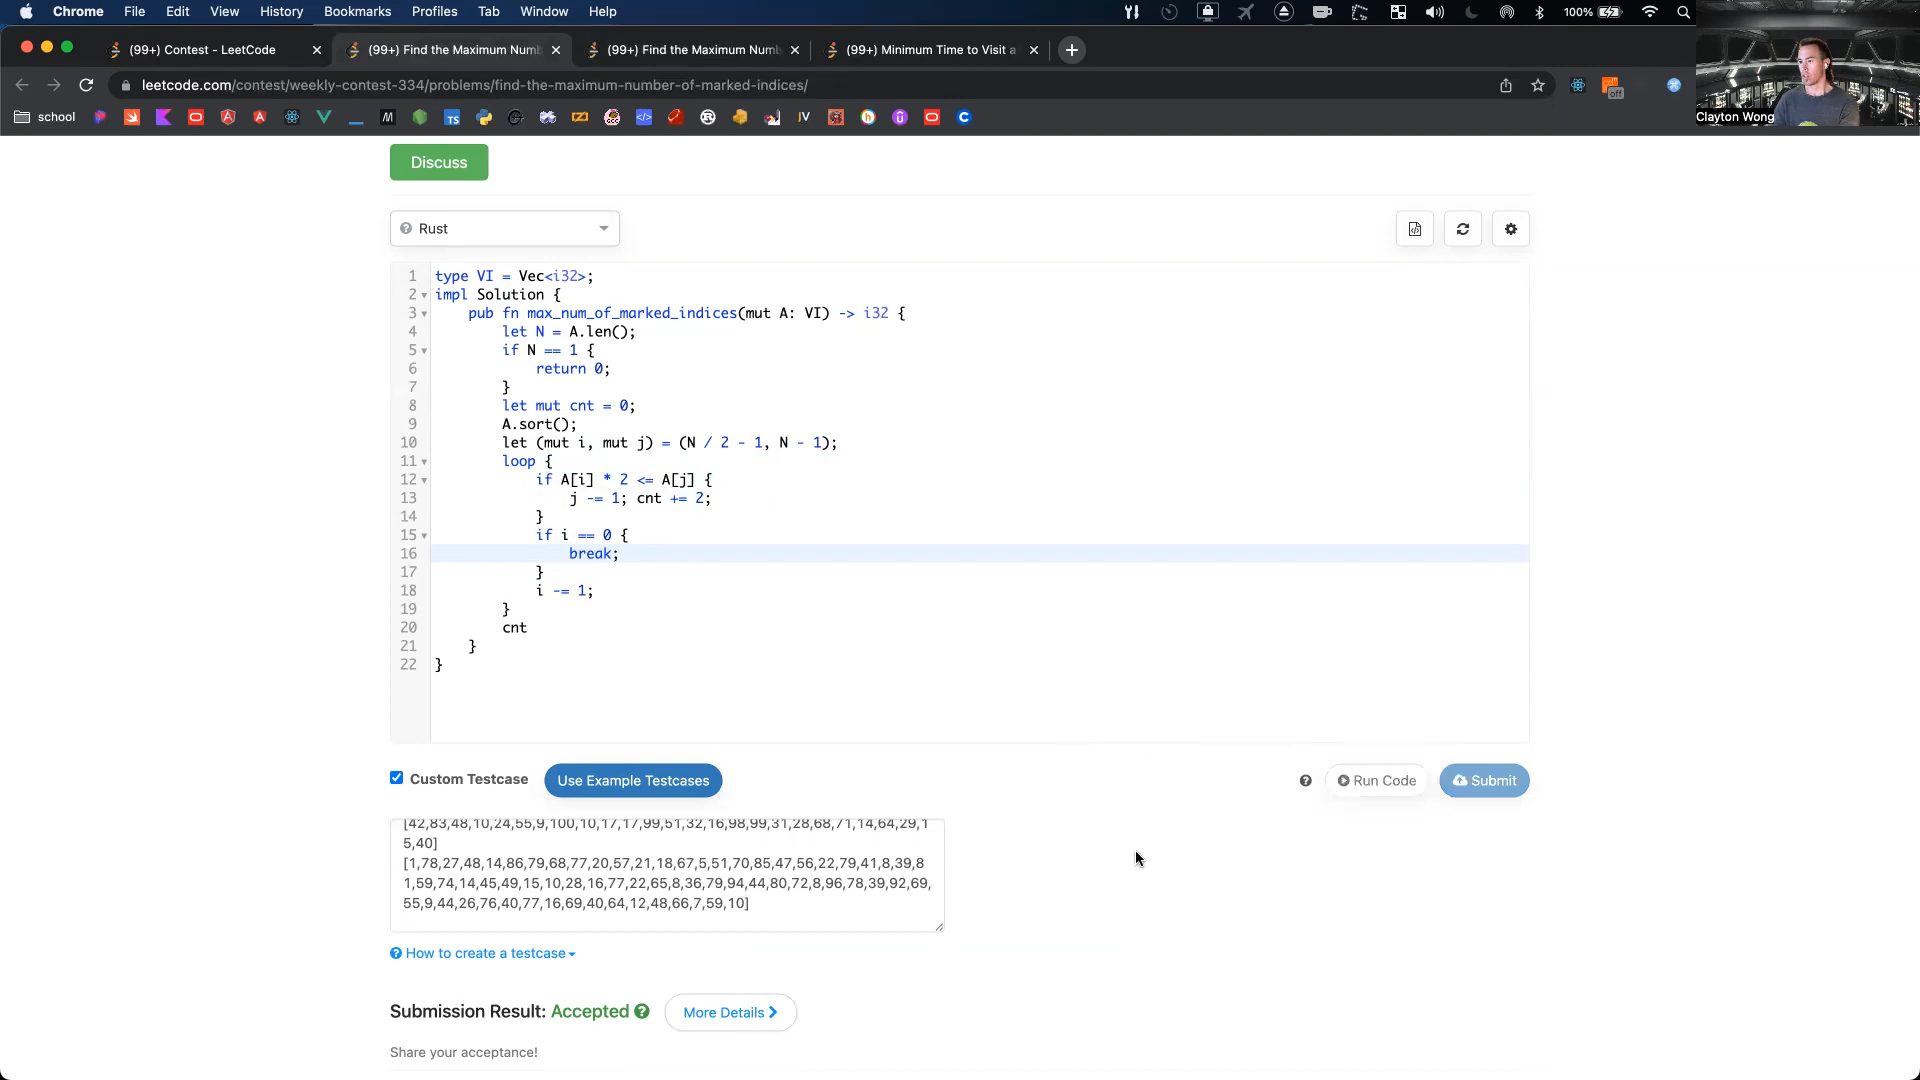 Chrome File Edit View History Bookmarks Profiles Tab Window Help 100%
(99+) Contest - LeetCode (99+) Find the Maximum Numb (99+) Find the Maximum Numb (99+) Minimum Time to Visit a
leetcode.com/contest/weekly-contest-334/problems/find-the-maximum-number-of-marked-indices/
off
Clayton Wong
school
Discuss
Rust
1 type VI = Vec<i32>;
2 impl Solution {
3 pub fn max_num_of_marked_indices(mut A: VI) -> i32 {
4 let N = A.len();
5 if N == 1 {
6 return 0;
7 }
8 let mut cnt = 0;
9 A.sort();
10 let (mut i, mut j) = (N / 2 - 1, N - 1);
11 loop {
12 if A[i] * 2 <= A[j] {
13 j -= 1; cnt += 2;
14 }
15 if i == 0 {
16 break;
17 }
18 i -= 1;
19 }
20 cnt
21 }
22 }
Custom Testcase Use Example Testcases Run Code Submit
[42,83,48,10,24,55,9,100,10,17,17,99,51,32,16,98,99,31,28,68,71,14,64,29,1
5,40]
[1,78,27,48,14,86,79,68,77,20,57,21,18,67,5,51,70,85,47,56,22,79,41,8,39,8
1,59,74,14,45,49,15,10,28,16,77,22,65,8,36,79,94,44,80,72,8,96,78,39,92,69,
55,9,44,26,76,40,77,16,69,40,64,12,48,66,7,59,10]
How to create a testcase
Submission Result: Accepted More Details
Share your acceptance!